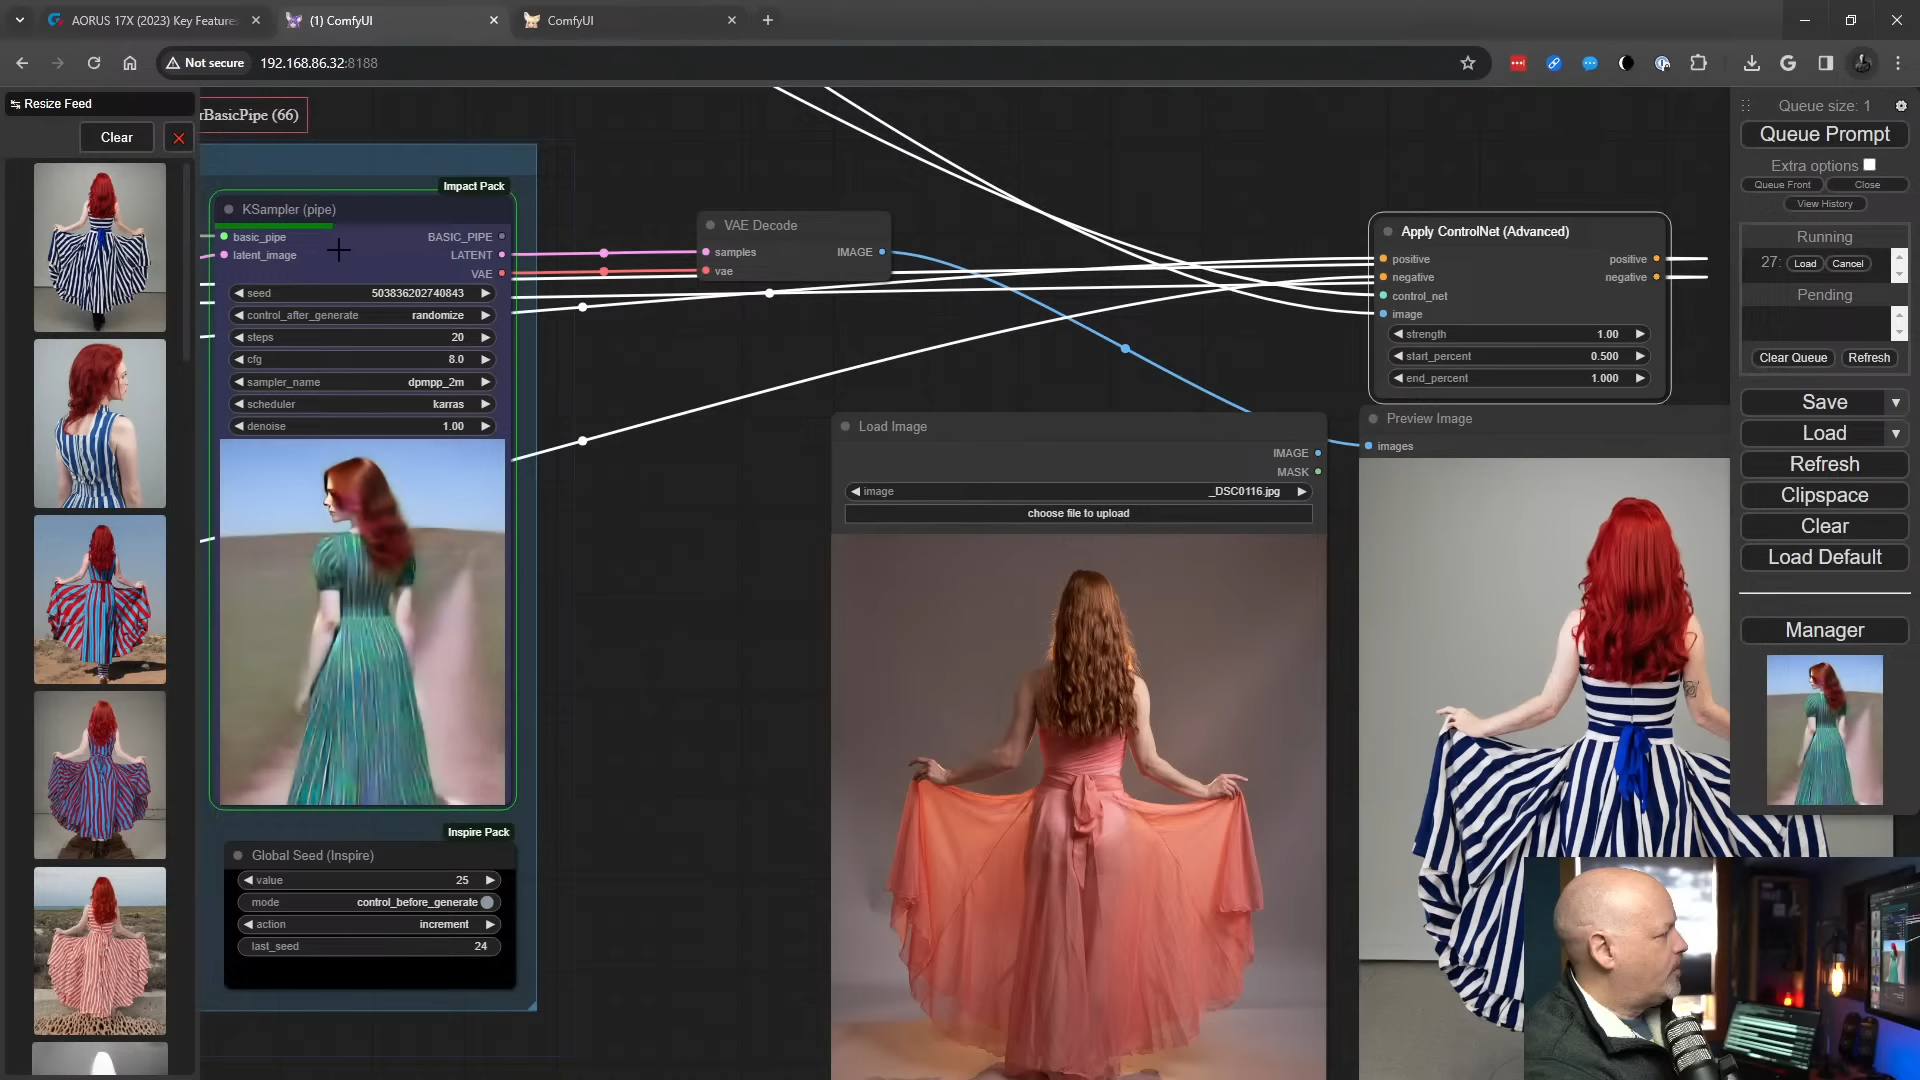 AORUS 17X (2023) Key Feature
(1) ComfyUI
ComfyUI
Not secure
192.168.86.32:8188
Resize Feed
Clear
rBasicPipe (66)
Impact Pack
KSampler (pipe)
basic_pipe
BASIC_PIPE
latent_image
LATENT
VAE
seed
503836202740843
control_after_generate
randomize
steps
20
cfg
8.0
sampler_name
dpmpp_2m
scheduler
karras
denoise
1.00
Inspire Pack
Global Seed (Inspire)
value
25
mode
control_before_generate
action
increment
last_seed
24
VAE Decode
samples
IMAGE
vae
Load Image
IMAGE
MASK
image
_DSC0116.jpg
choose file to upload
Apply ControlNet (Advanced)
positive
positive
negative
negative
control_net
image
strength
1.00
start_percent
0.500
end_percent
1.000
Preview Image
images
Queue size: 1
Queue Prompt
Extra options
Queue Front
Close
View History
Running
27:
Load
Cancel
Pending
Clear Queue
Refresh
Save
Load
Refresh
Clipspace
Clear
Load Default
Manager